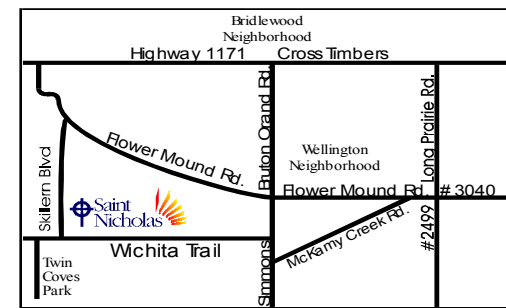 Bridlewood
Neighborhood
Highway 1171 Cross Timbers
Bruton Orand Rd.
Long Prairie Rd.
Flower Mound Rd.
Wellington
Neighborhood
Skillern Blvd
Flower Mound Rd. # 3040
Saint
Nicholas
McKamy Creek Rd.
#2499
Wichita Trail
Simmons
Twin
Coves
Park